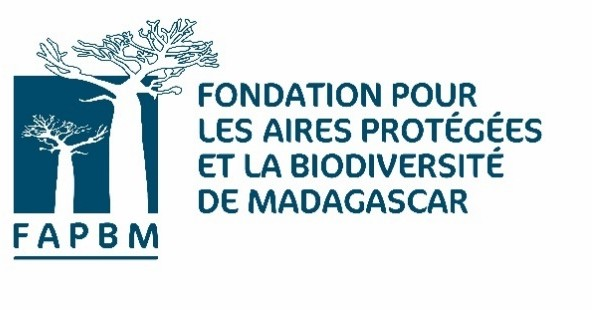 FONDATION POUR
LES AIRES PROTÉGÉES
ET LA BIODIVERSITÉ
DE MADAGASCAR
FAPBM